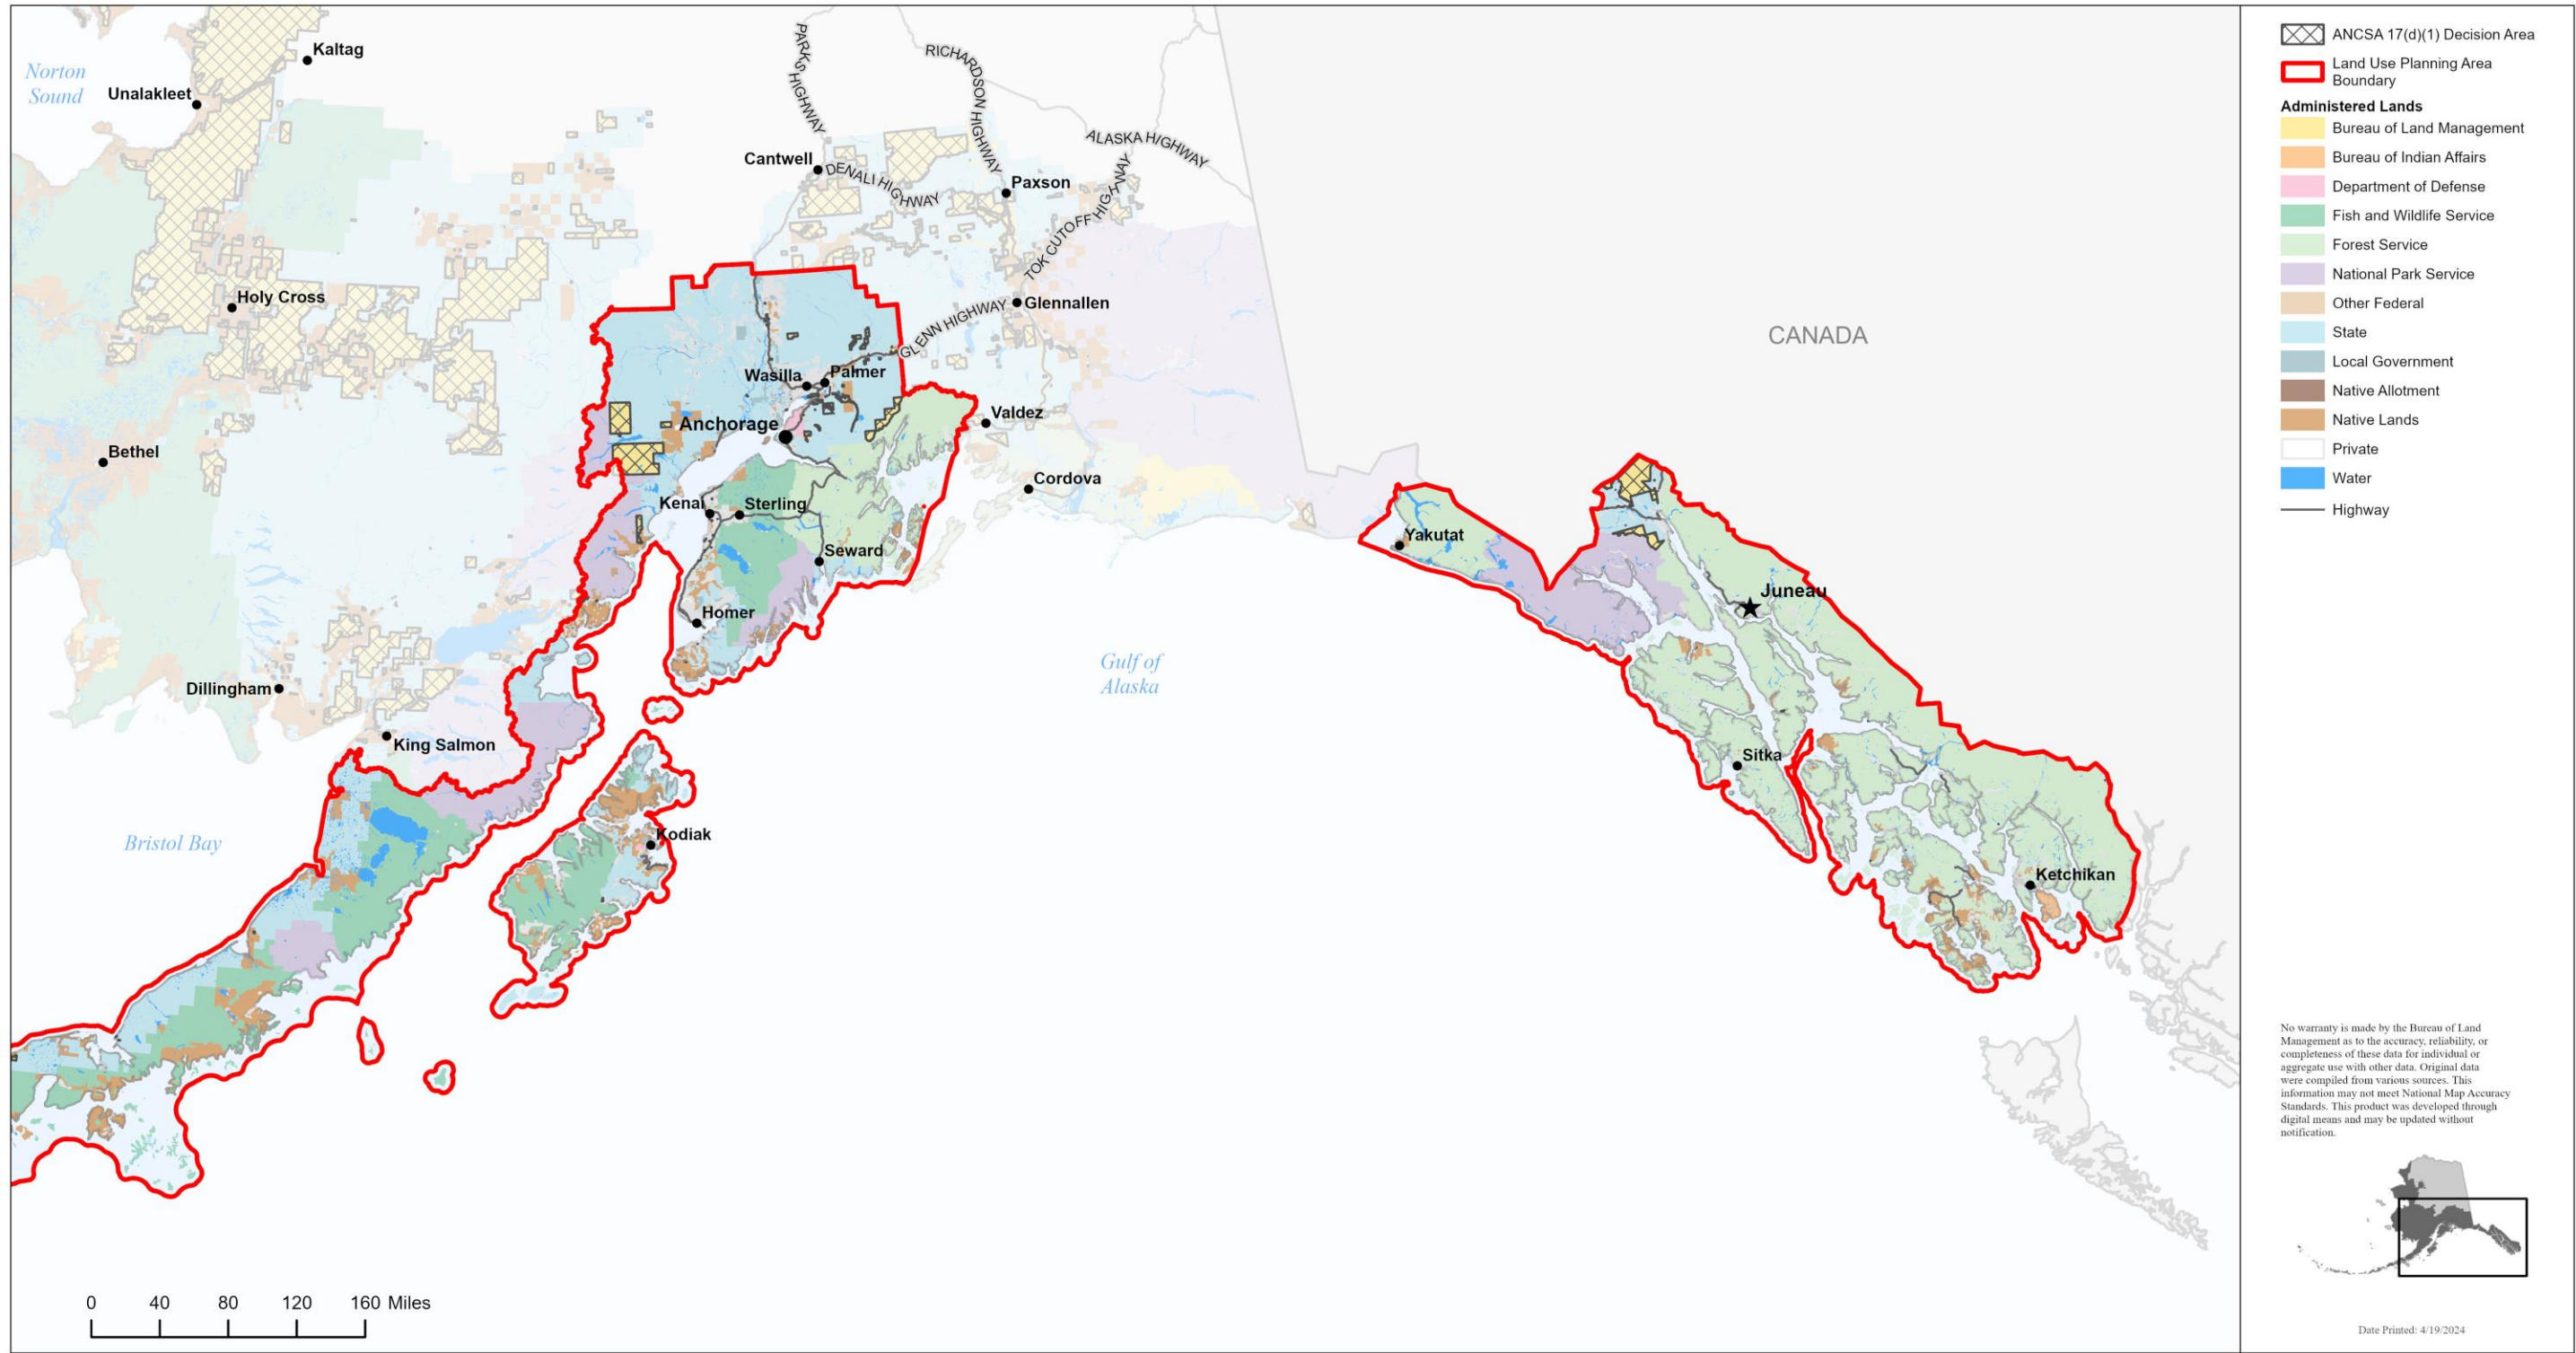 Kaltag
Norton
Sound
Unalakleet
PARKS HIGHWAY
RICHARDSON HIGHWAY
ALASKA HIGHWAY
Cantwell
DENALI HIGHWAY
Paxson
TOK CUTOFF HIGHWAY
Holy Cross
Glennallen
GLENN HIGHWAY
CANADA
Wasilla
Palmer
Anchorage
Valdez
Bethel
Cordova
Kenai
Sterling
Yakutat
Seward
Juneau
Homer
Gulf of
Alaska
Dillingham
King Salmon
Sitka
Kodiak
Bristol Bay
Ketchikan
0 40 80 120 160 Miles
ANCSA 17(d)(1) Decision Area
Land Use Planning Area
Boundary
Administered Lands
Bureau of Land Management
Bureau of Indian Affairs
Department of Defense
Fish and Wildlife Service
Forest Service
National Park Service
Other Federal
State
Local Government
Native Allotment
Native Lands
Private
Water
Highway
No warranty is made by the Bureau of Land
Management as to the accuracy, reliability, or
completeness of these data for individual or
aggregate use with other data. Original data
were compiled from various sources. This
information may not meet National Map Accuracy
Standards. This product was developed through
digital means and may be updated without
notification.
Date Printed: 4/19/2024